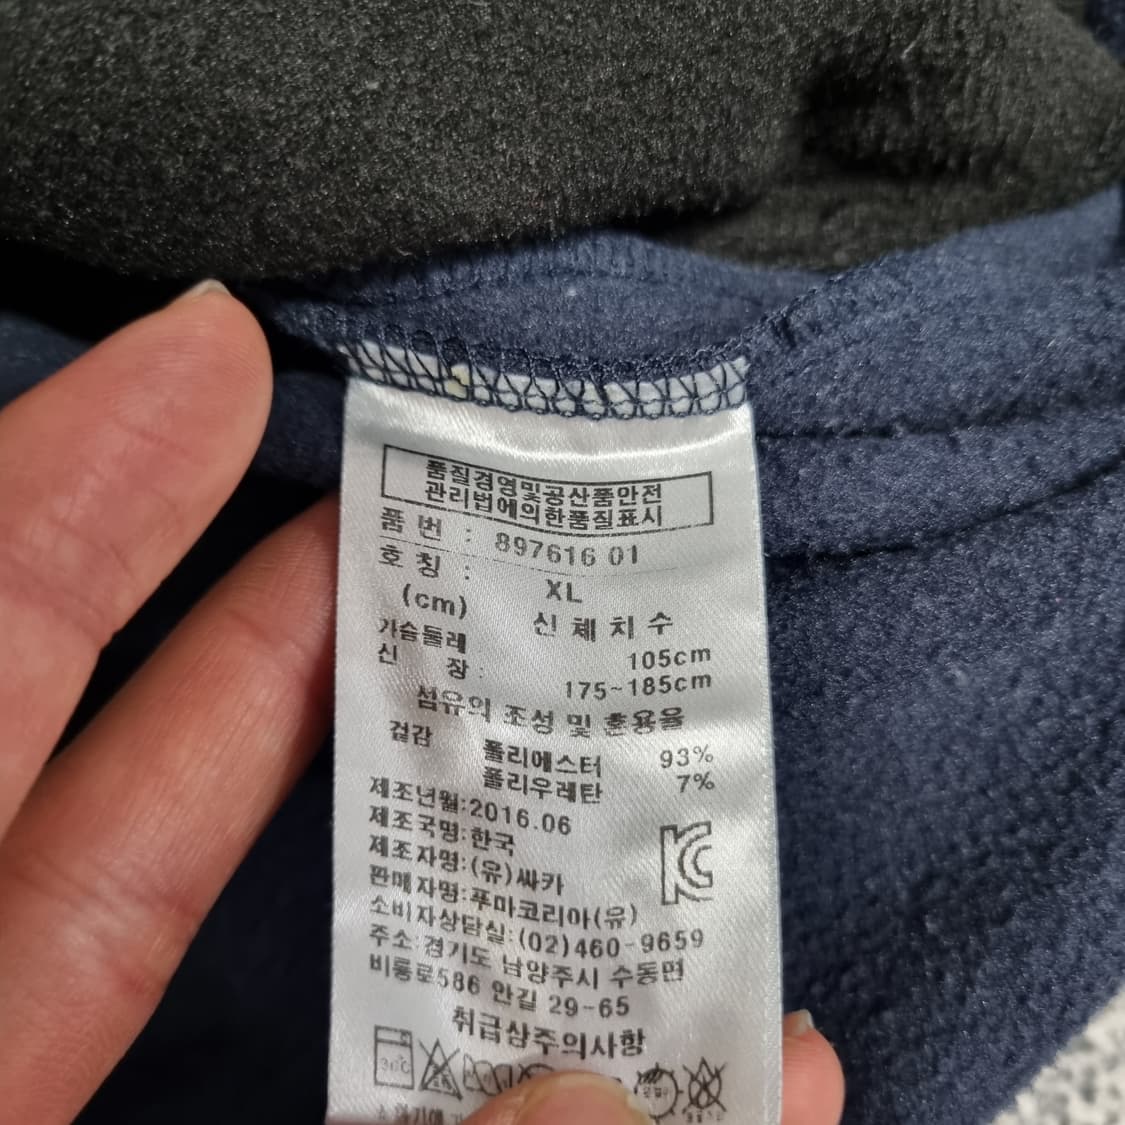 품질경영및공산품안전
관리법에의한품질표시
품 번 : 897616 01
호 칭 : XL
(cm) 신 체 치 수
가슴둘레 105cm
신 장 : 175~185cm
섬유의 조성 및 혼용율
겉감 폴리에스터 93%
폴리우레탄 7%
제조년월:2016.06
제조국명:한국
제조자명:(유)싸카
판매자명:푸마코리아(유)
소비자상담실:(02)460-9659
주소:경기도 남양주시 수동면
비룡로586 안길 29-65
취급상주의사항
30℃